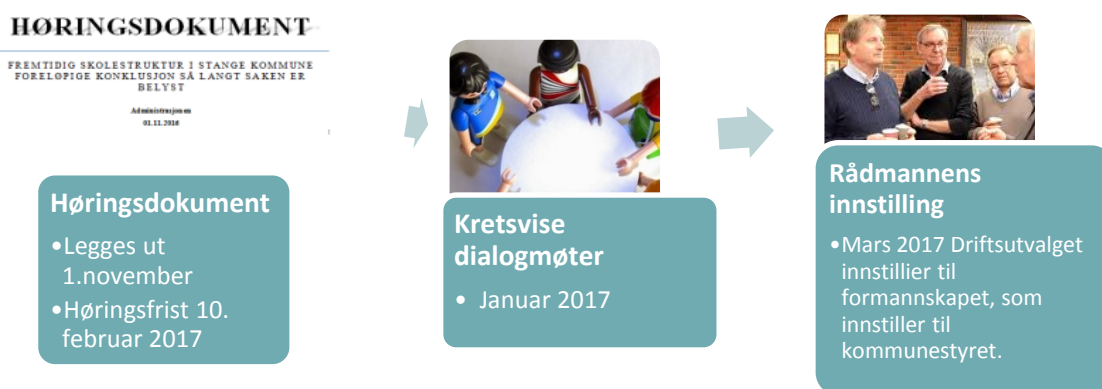 HØRINGSDOKUMENT
FREMTIDIG SKOLESTRUKTUR I STANGE KOMMUNE
FORELØPIGE KONKLUSJON SÅ LANGT SAKEN ER
BELYST
Administrasjonen
01.11.2016
Høringsdokument
•Legges ut
1.november
•Høringsfrist 10.
februar 2017
Kretsvise
dialogmøter
• Januar 2017
Rådmannens
innstilling
•Mars 2017 Driftsutvalget
innstillier til
formannskapet, som
innstiller til
kommunestyret.